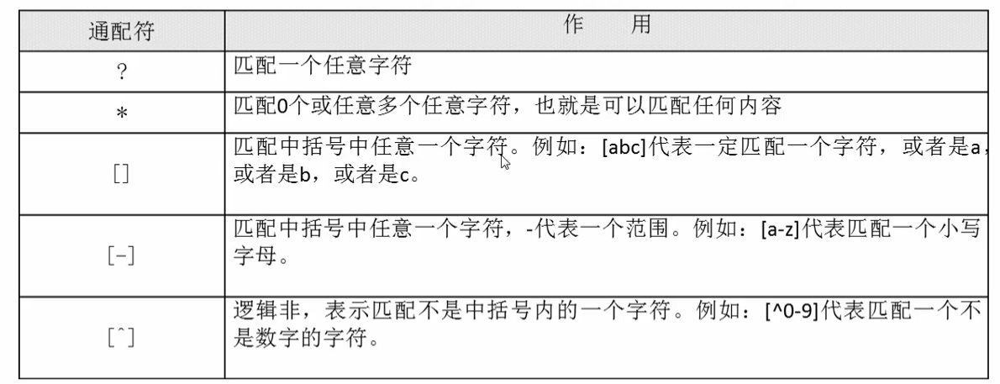 通配符 作 用
? 匹配一个任意字符
* 匹配0个或任意多个任意字符，也就是可以匹配任何内容
[] 匹配中括号中任意一个字符。例如：[abc]代表一定匹配一个字符，或者是a，
或者是b，或者是c。
[-] 匹配中括号中任意一个字符，-代表一个范围。例如：[a-z]代表匹配一个小写
字母。
[^] 逻辑非，表示匹配不是中括号内的一个字符。例如：[^0-9]代表匹配一个不
是数字的字符。